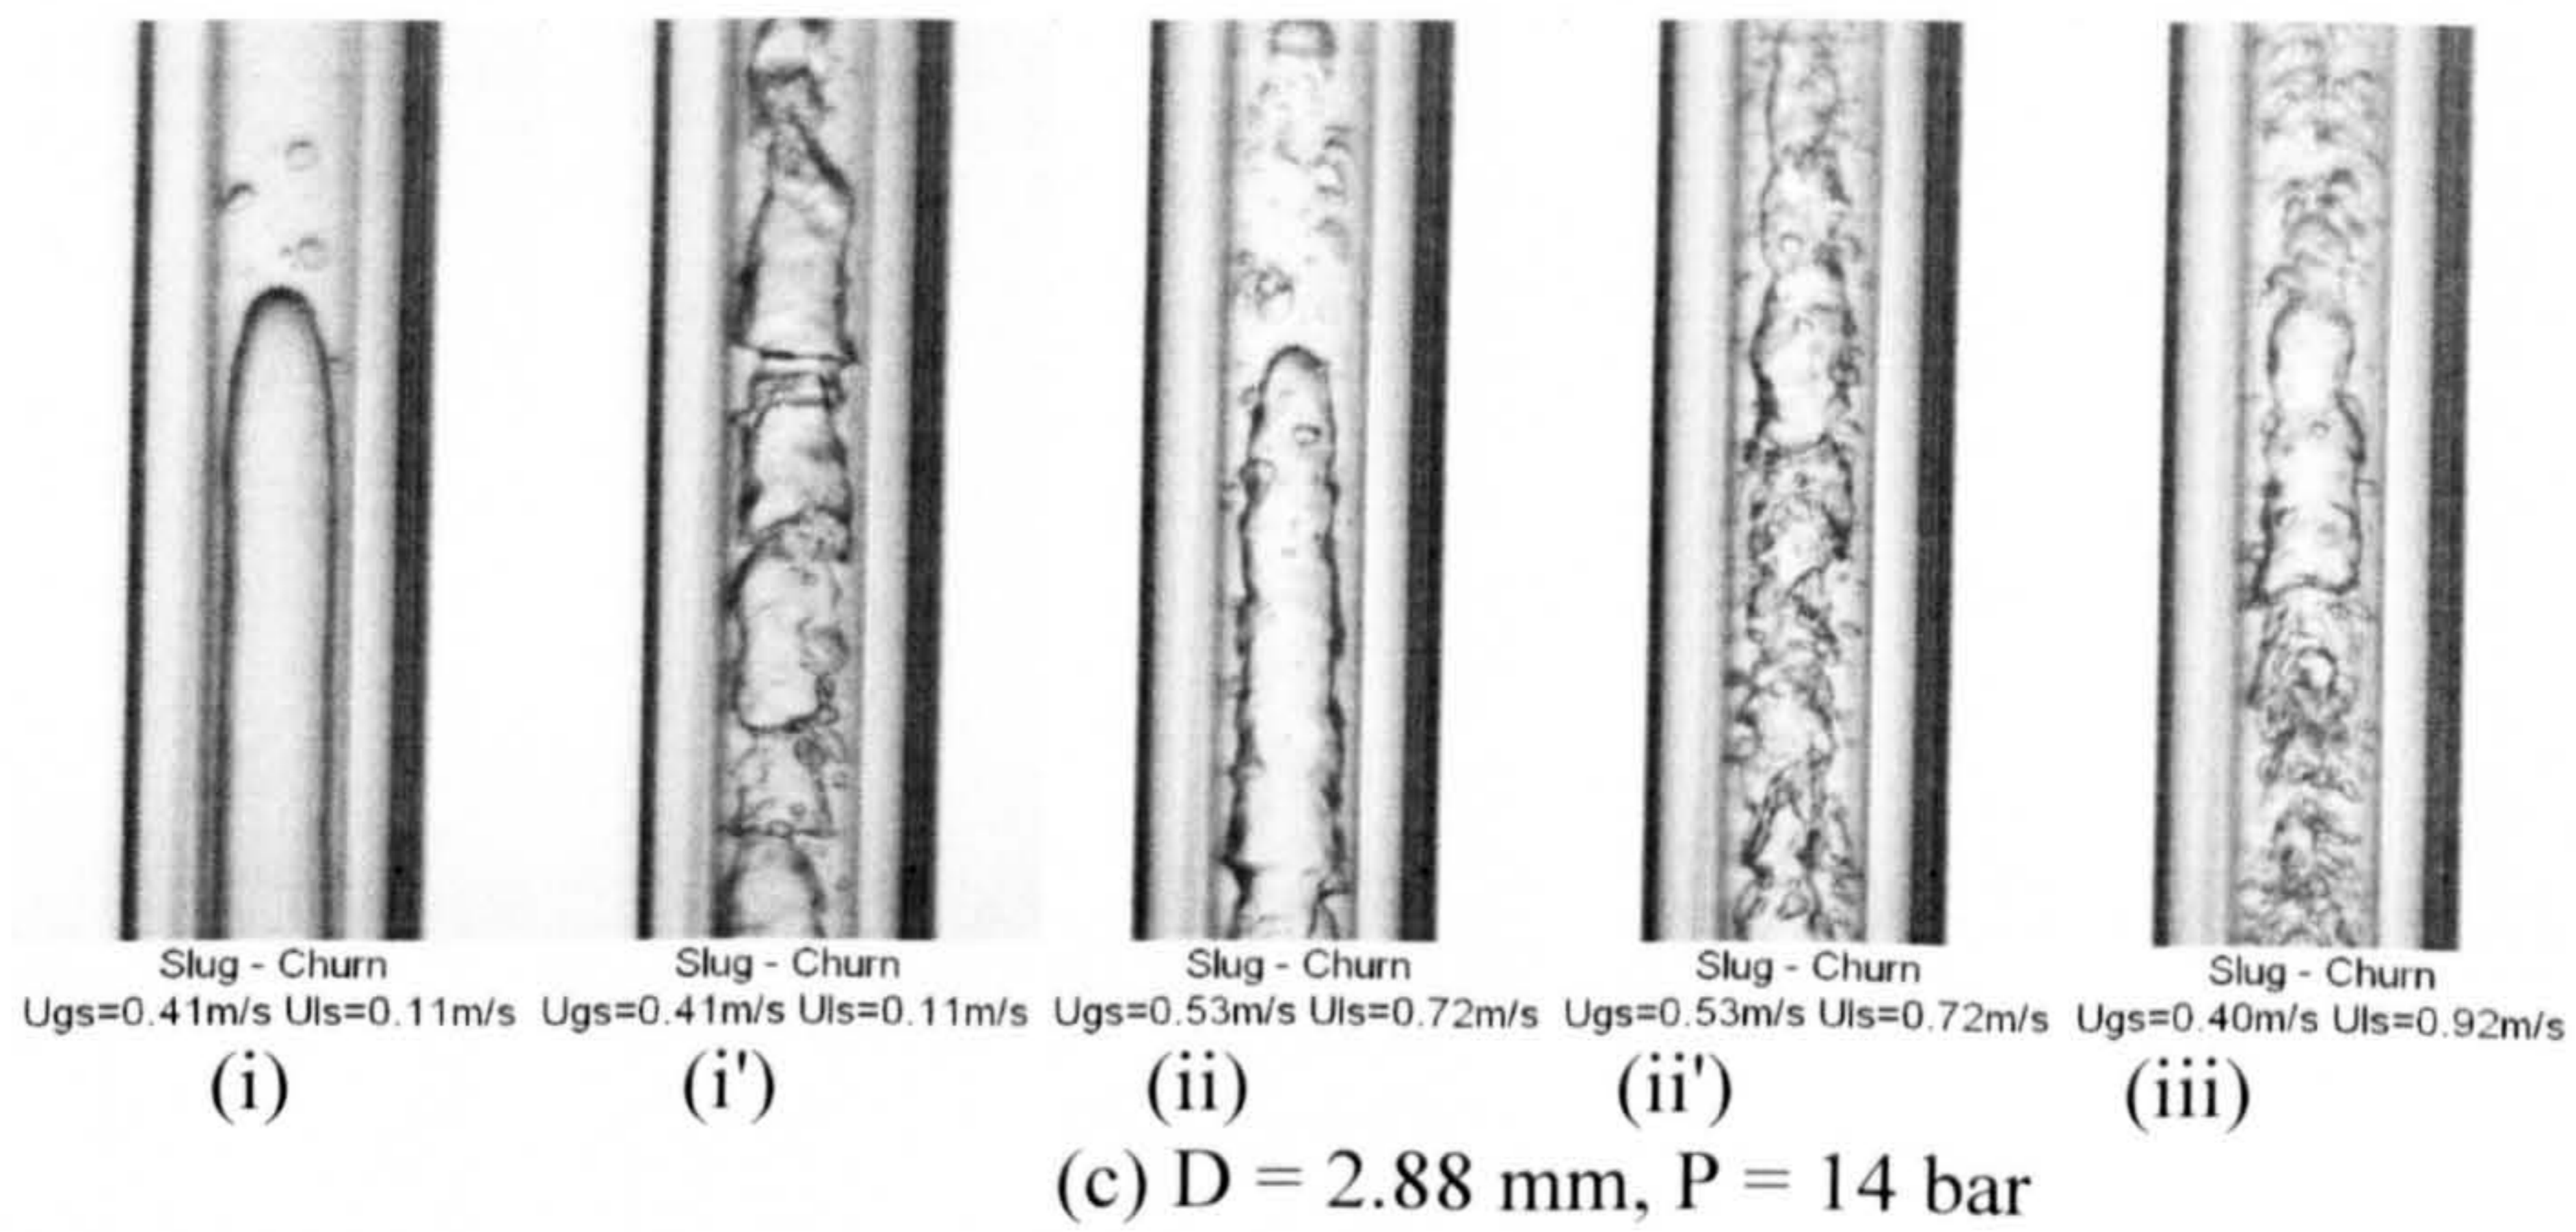 Slug - Churn Slug - Churn Slug - Churn Slug - Churn Slug - Churn
Ugs=0.41m/s Uls=0.11m/s Ugs=0.41m/s Uls=0.11m/s Ugs=0.53m/s Uls=0.72m/s Ugs=0.53m/s Uls=0.72m/s Ugs=0.40m/s Uls=0.92m/s
(i) (i') (ii) (ii') (iii)
(c) D = 2.88 mm, P = 14 bar